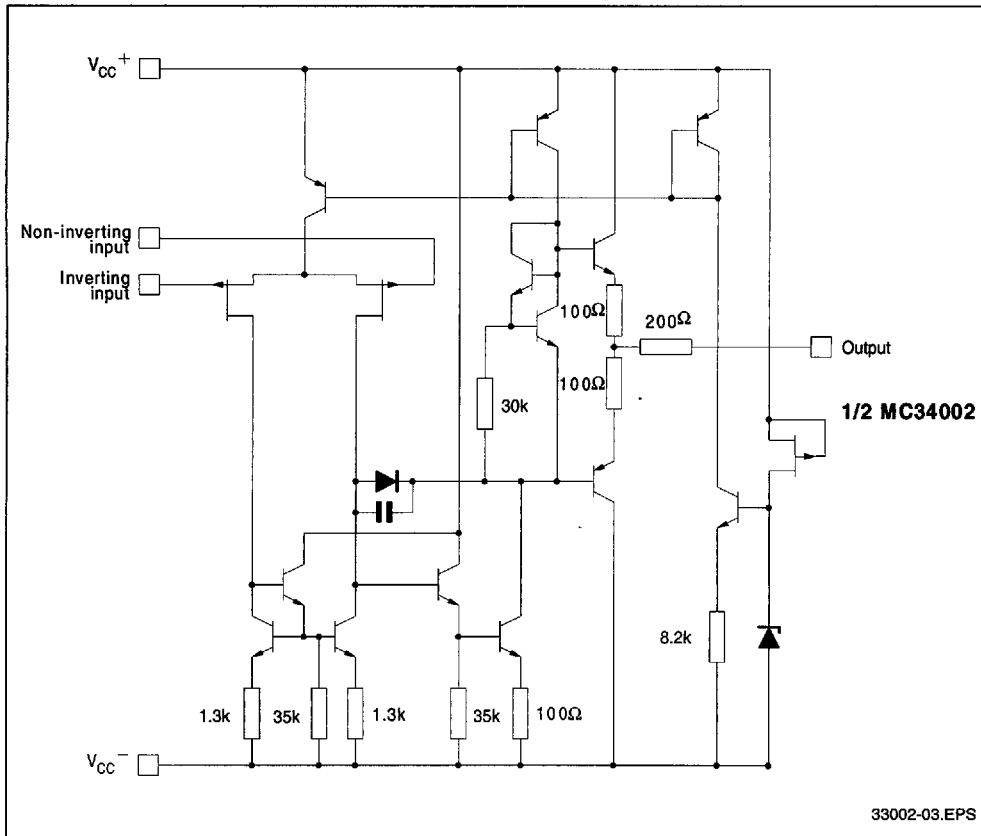 VCC+
Non-inverting
input
Inverting
input
100Ω
200Ω
Output
100Ω
30k
1/2 MC34002
8.2k
1.3k
35k
1.3k
35k
100Ω
VCC−
33002-03.EPS